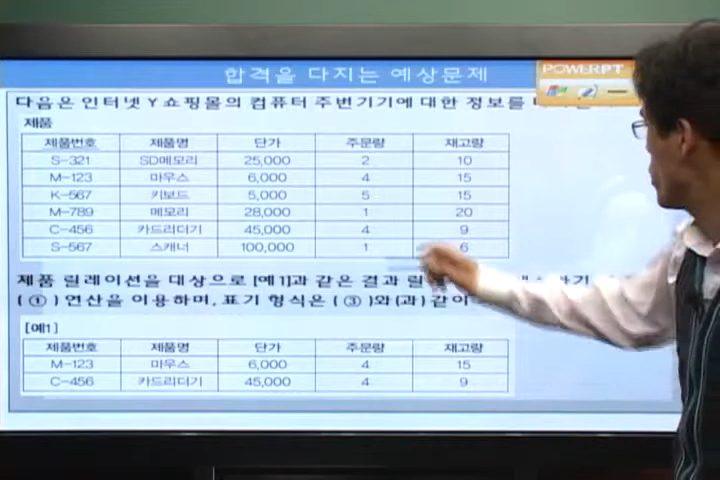 합격을 다지는 예상문제
POWERPT
다음은 인터넷 Y 쇼핑몰의 컴퓨터 주변기기에 대한 정보를
제품
제품번호 제품명 단가 주문량 재고량
S-321 SD메모리 25,000 2 10
M-123 마우스 6,000 4 15
K-567 키보드 5,000 5 15
M-789 메모리 28,000 1 20
C-456 카드리더기 45,000 4 9
S-567 스캐너 100,000 1 6
제품 릴레이션을 대상으로 [예1]과 같은 결과
( ① ) 연산을 이용하며, 표기 형식은 ( ③ )와(과) 같이
[예1]
제품번호 제품명 단가 주문량 재고량
M-123 마우스 6,000 4 15
C-456 카드리더기 45,000 4 9